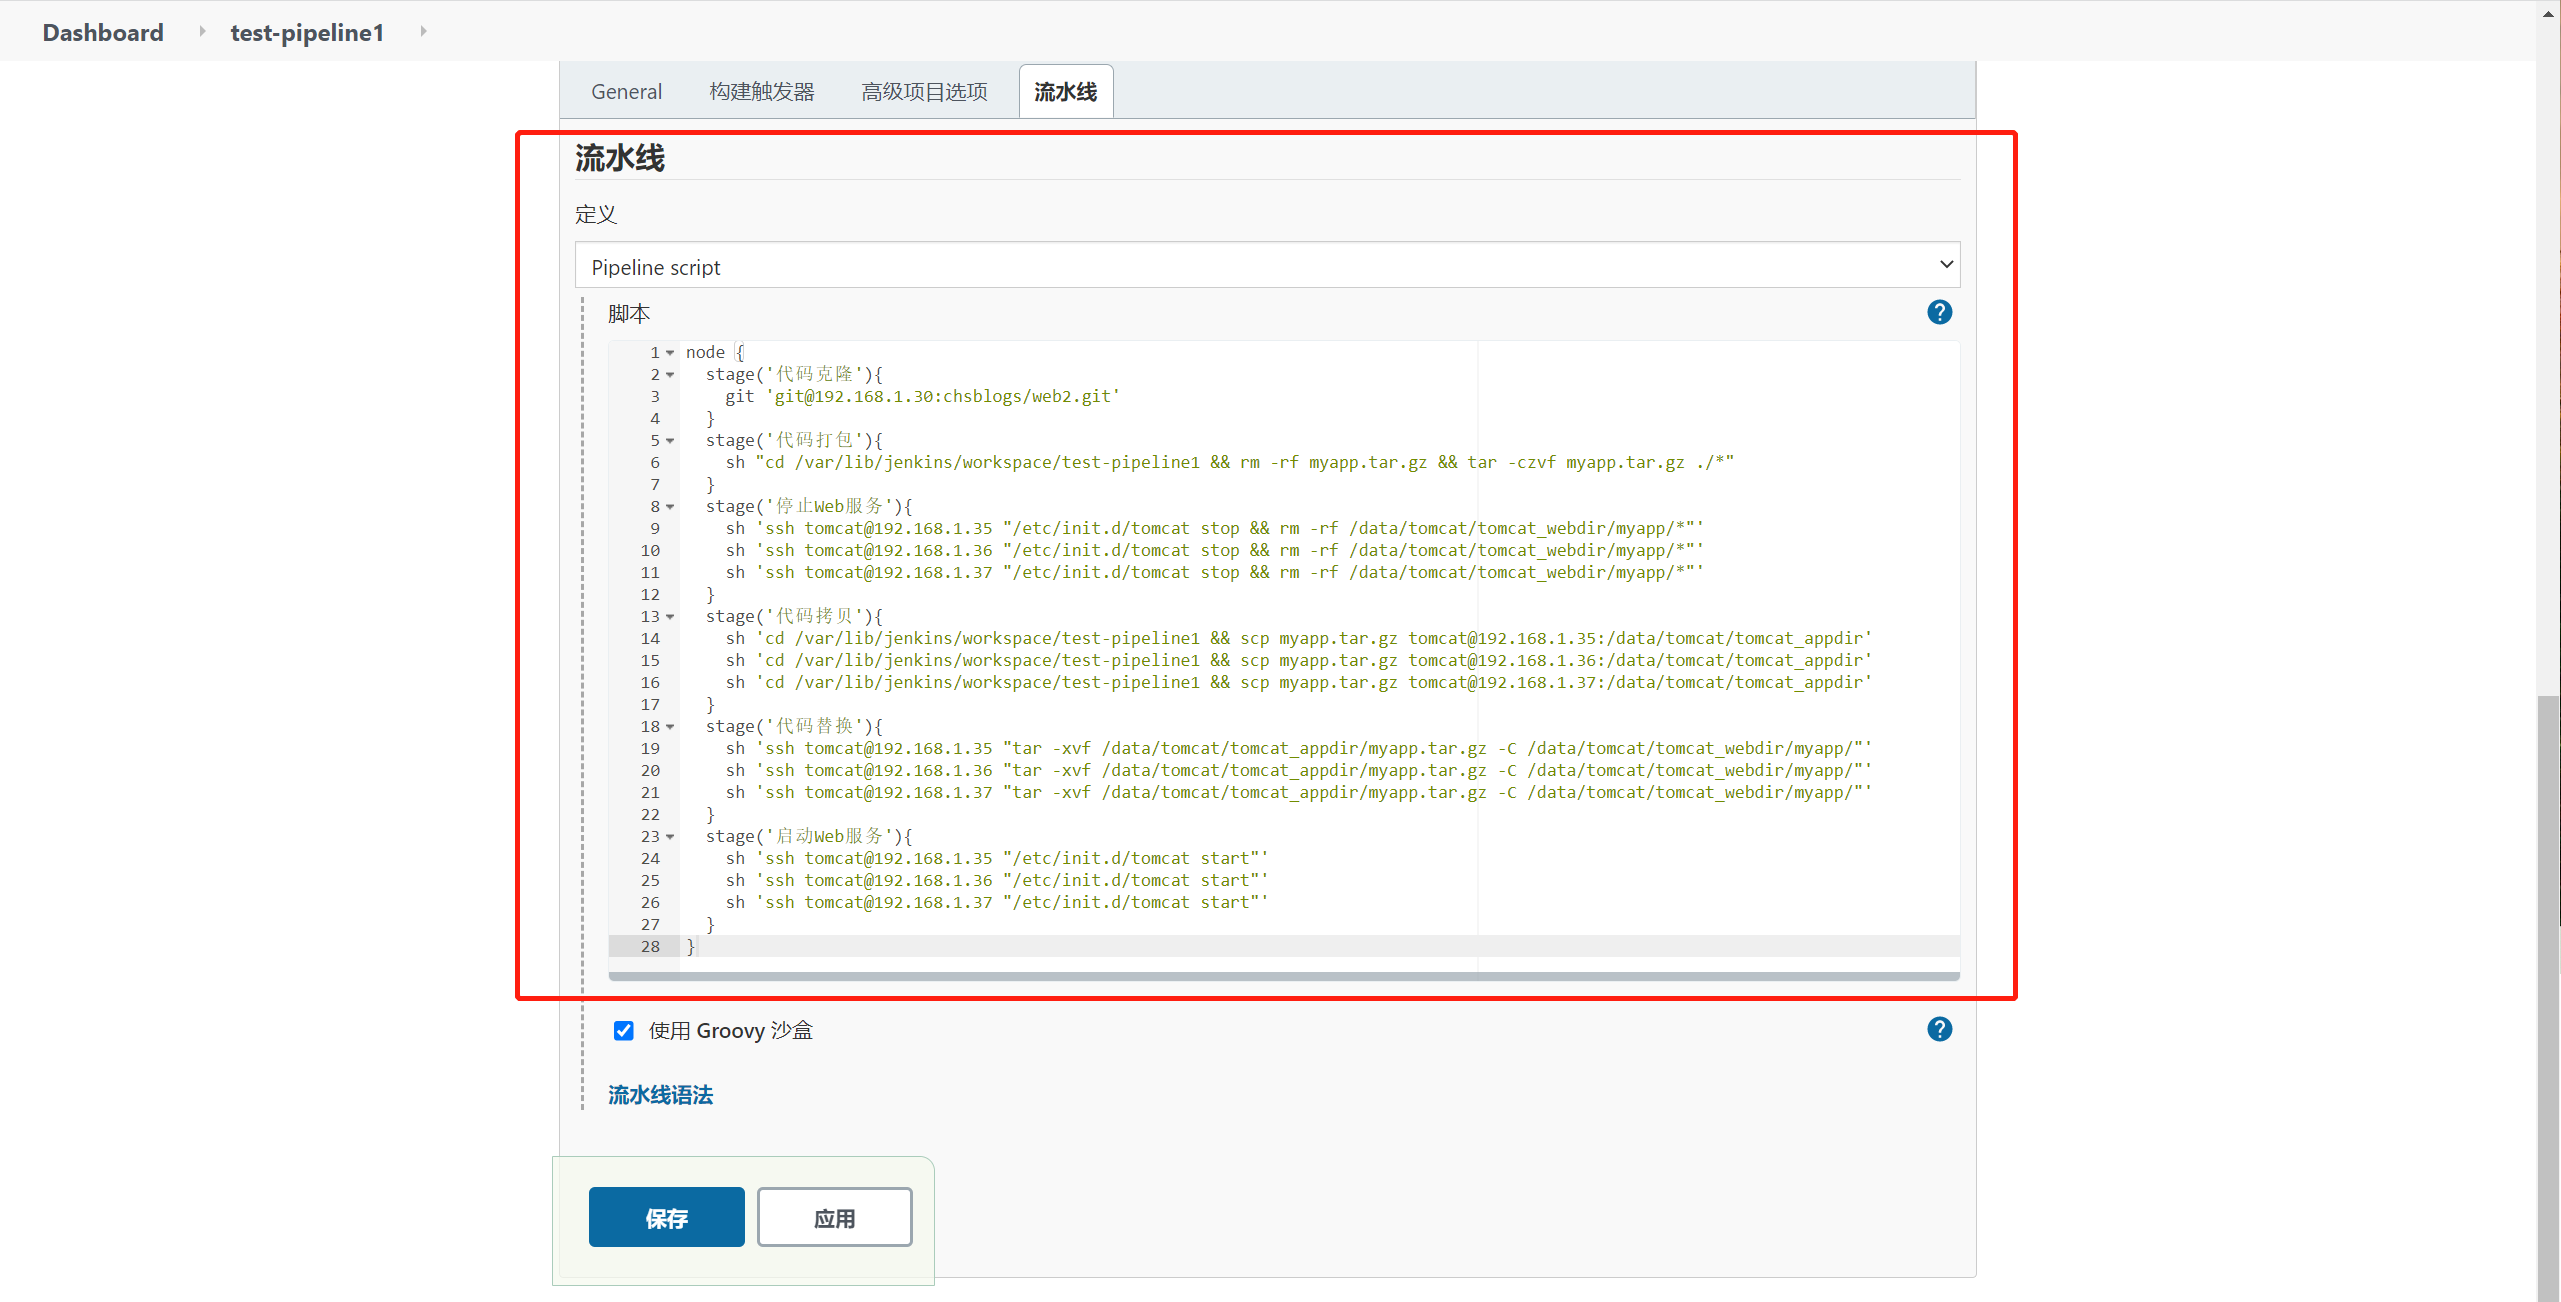 Dashboard test-pipeline1
General 构建触发器 高级项目选项 流水线
流水线
定义
Pipeline script
脚本
?
1 node {
2   stage('代码克隆'){
3     git 'git@192.168.1.30:chsblogs/web2.git'
4   }
5   stage('代码打包'){
6     sh "cd /var/lib/jenkins/workspace/test-pipeline1 && rm -rf myapp.tar.gz && tar -czvf myapp.tar.gz ./*"
7   }
8   stage('停止Web服务'){
9     sh 'ssh tomcat@192.168.1.35 "/etc/init.d/tomcat stop && rm -rf /data/tomcat/tomcat_webdir/myapp/*"'
10     sh 'ssh tomcat@192.168.1.36 "/etc/init.d/tomcat stop && rm -rf /data/tomcat/tomcat_webdir/myapp/*"'
11     sh 'ssh tomcat@192.168.1.37 "/etc/init.d/tomcat stop && rm -rf /data/tomcat/tomcat_webdir/myapp/*"'
12   }
13   stage('代码拷贝'){
14     sh 'cd /var/lib/jenkins/workspace/test-pipeline1 && scp myapp.tar.gz tomcat@192.168.1.35:/data/tomcat/tomcat_appdir'
15     sh 'cd /var/lib/jenkins/workspace/test-pipeline1 && scp myapp.tar.gz tomcat@192.168.1.36:/data/tomcat/tomcat_appdir'
16     sh 'cd /var/lib/jenkins/workspace/test-pipeline1 && scp myapp.tar.gz tomcat@192.168.1.37:/data/tomcat/tomcat_appdir'
17   }
18   stage('代码替换'){
19     sh 'ssh tomcat@192.168.1.35 "tar -xvf /data/tomcat/tomcat_appdir/myapp.tar.gz -C /data/tomcat/tomcat_webdir/myapp/"'
20     sh 'ssh tomcat@192.168.1.36 "tar -xvf /data/tomcat/tomcat_appdir/myapp.tar.gz -C /data/tomcat/tomcat_webdir/myapp/"'
21     sh 'ssh tomcat@192.168.1.37 "tar -xvf /data/tomcat/tomcat_appdir/myapp.tar.gz -C /data/tomcat/tomcat_webdir/myapp/"'
22   }
23   stage('启动Web服务'){
24     sh 'ssh tomcat@192.168.1.35 "/etc/init.d/tomcat start"'
25     sh 'ssh tomcat@192.168.1.36 "/etc/init.d/tomcat start"'
26     sh 'ssh tomcat@192.168.1.37 "/etc/init.d/tomcat start"'
27   }
28 }
使用 Groovy 沙盒
?
流水线语法
保存 应用